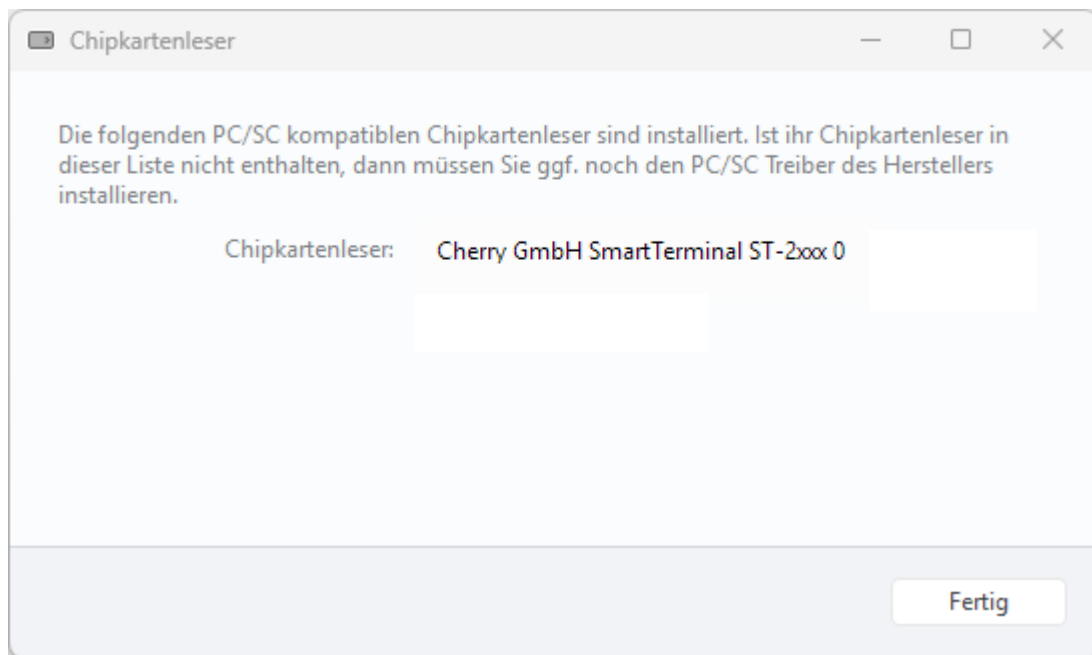 Chipkartenleser
Die folgenden PC/SC kompatiblen Chipkartenleser sind installiert. Ist ihr Chipkartenleser in
dieser Liste nicht enthalten, dann müssen Sie ggf. noch den PC/SC Treiber des Herstellers
installieren.
Chipkartenleser: Cherry GmbH SmartTerminal ST-2xxx 0
Fertig